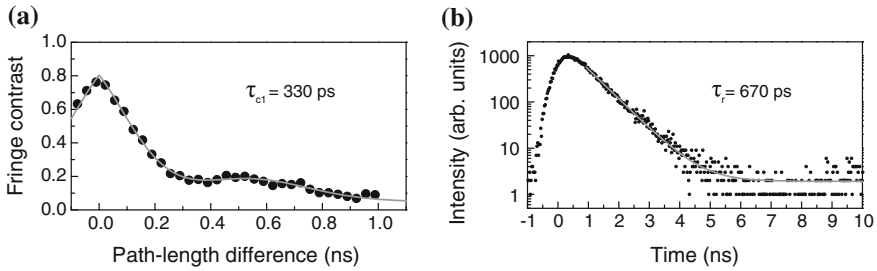 (a)
Fringe contrast
1.0
0.8
0.6
0.4
0.2
0.0
τc1 = 330 ps
0.0 0.2 0.4 0.6 0.8 1.0
Path-length difference (ns)
(b)
Intensity (arb. units)
1000
100
10
1
τr= 670 ps
-1 0 1 2 3 4 5 6 7 8 9 10
Time (ns)